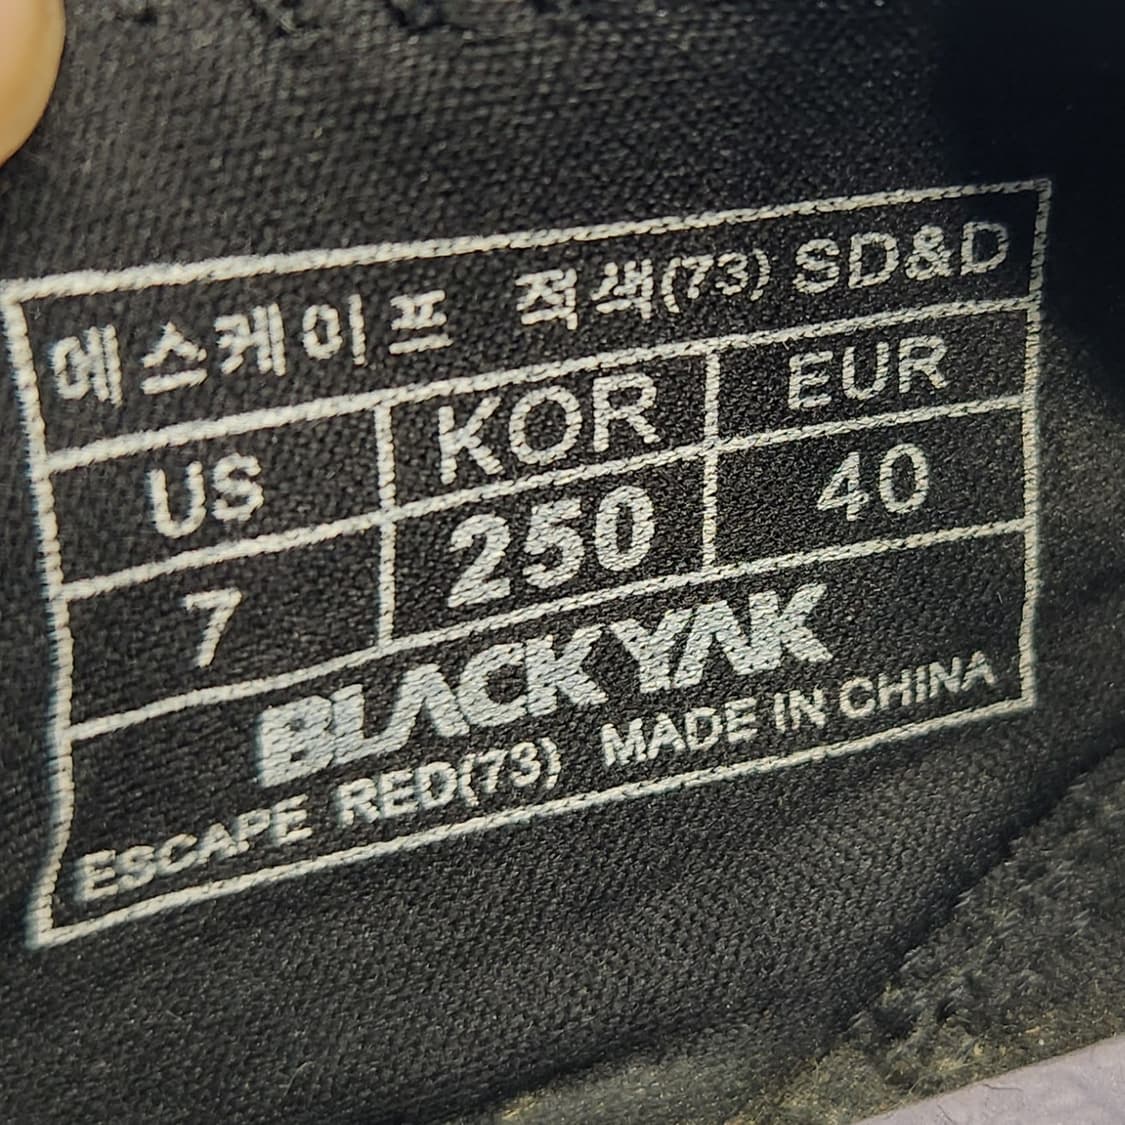 에스케이프 적색(73) SD&D
US KOR EUR
7 250 40
BLACKYAK
ESCAPE RED(73) MADE IN CHINA